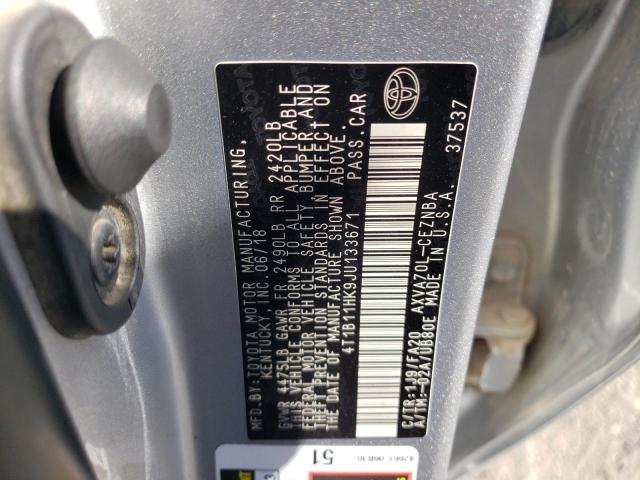 MFD.BY:TOYOTA MOTOR MANUFACTURING,
KENTUCKY, INC. 06/18
GVWR 4475LB GAWR FR 2490LB RR 2420LB
THIS VEHICLE CONFORMS TO ALL APPLICABLE
FEDERAL MOTOR VEHICLE SAFETY, BUMPER AND
THEFT PREVENTION STANDARDS IN EFFECT ON
THE DATE OF MANUFACTURE SHOWN ABOVE.
4T1B11HK9JU133671 PASS.CAR
C/TR:1J9/FA20 AXVA70L-CEZNBA
A/TM:-02A/UB80E MADE IN U.S.A. 37537
TOYOTA
51